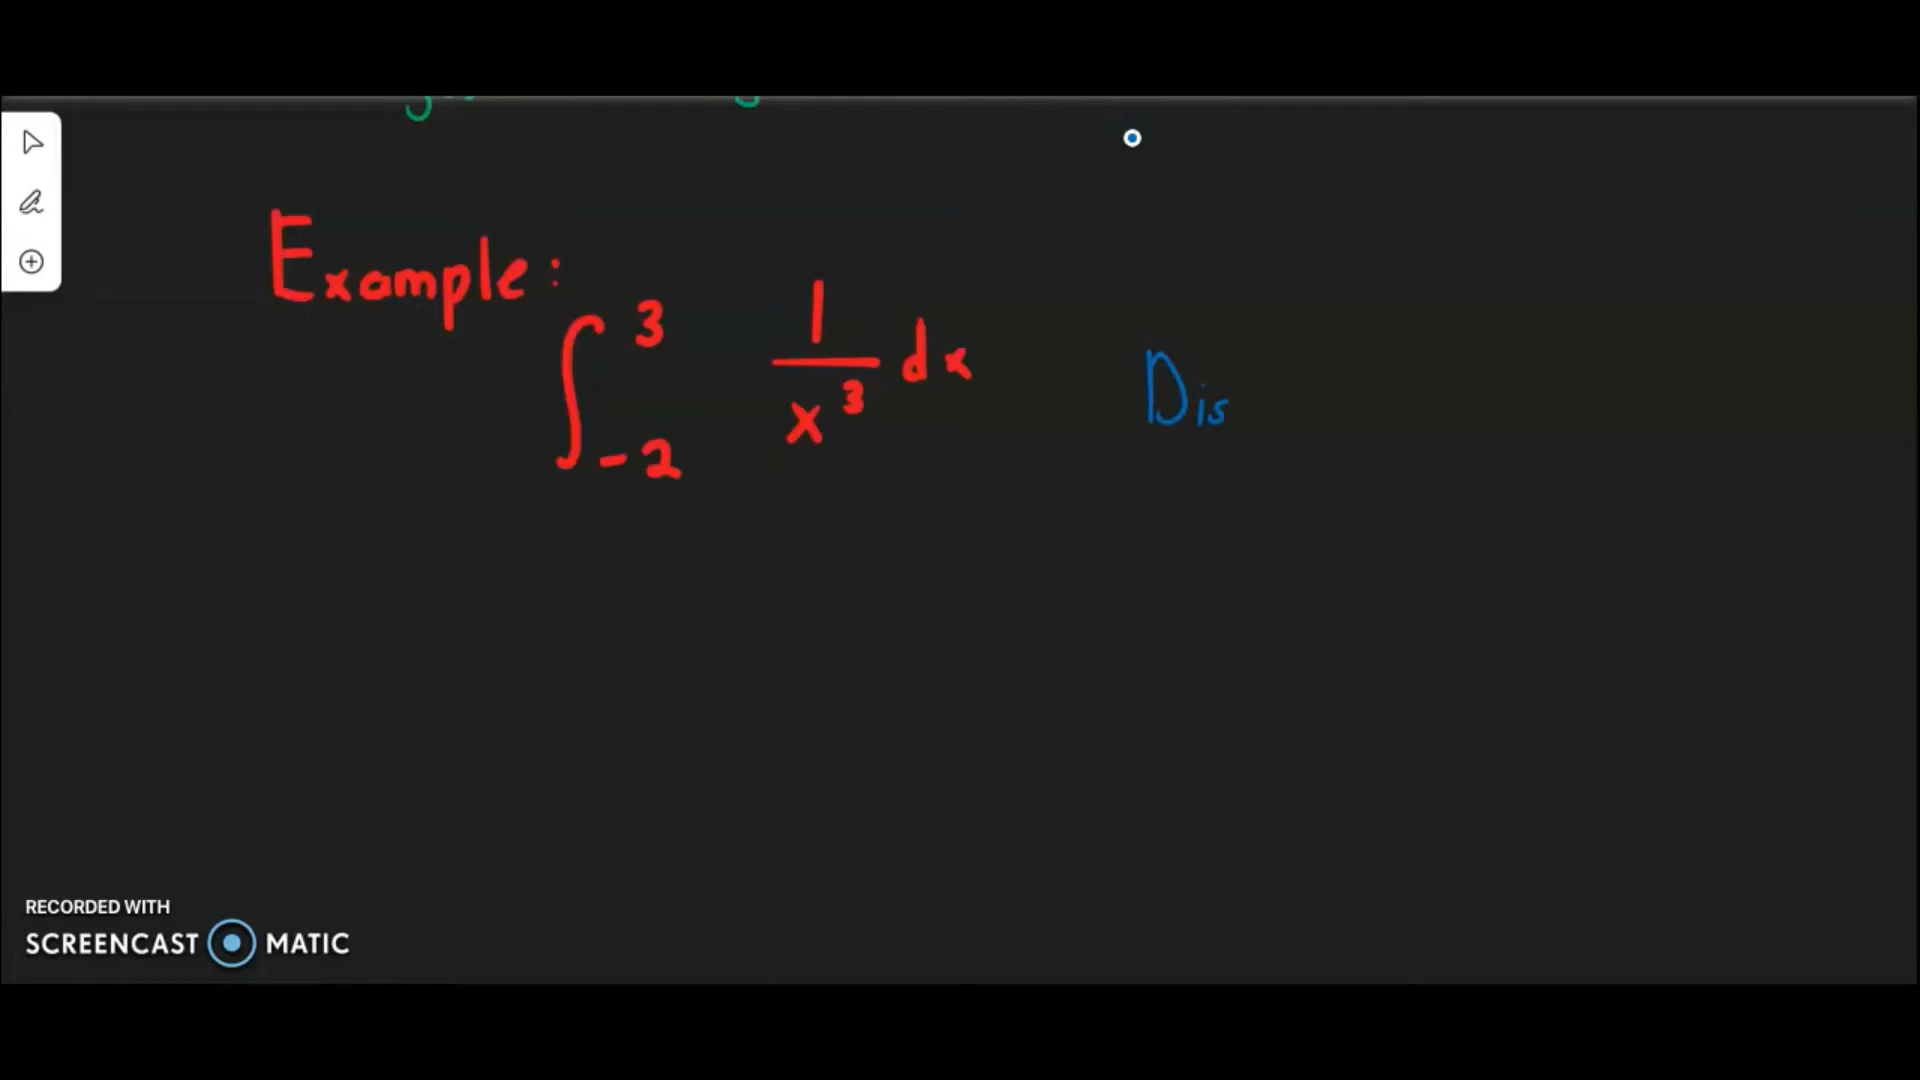 Example:
∫₋₂³ 1/x³ dx
Dis
RECORDED WITH
SCREENCAST MATIC